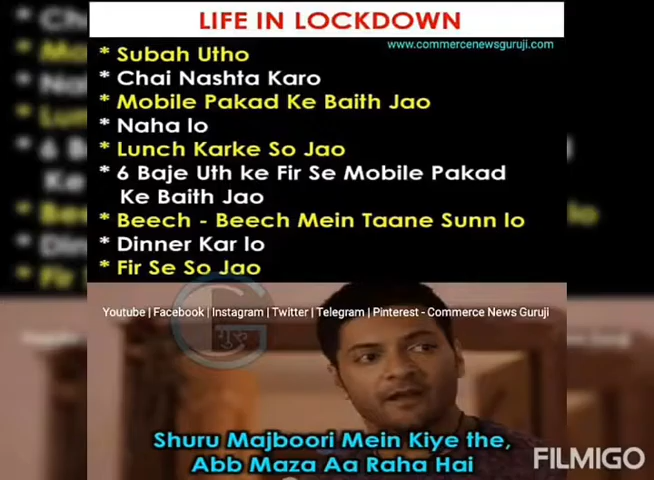 LIFE IN LOCKDOWN
www.commercenewsguruji.com
* Subah Utho
* Chai Nashta Karo
* Mobile Pakad Ke Baith Jao
* Naha lo
* Lunch Karke So Jao
* 6 Baje Uth ke Fir Se Mobile Pakad
Ke Baith Jao
* Beech - Beech Mein Taane Sunn lo
* Dinner Kar lo
* Fir Se So Jao
Youtube | Facebook | Instagram | Twitter | Telegram | Pinterest - Commerce News Guruji
गुरु
Shuru Majboori Mein Kiye the,
Abb Maza Aa Raha Hai
FILMIGO